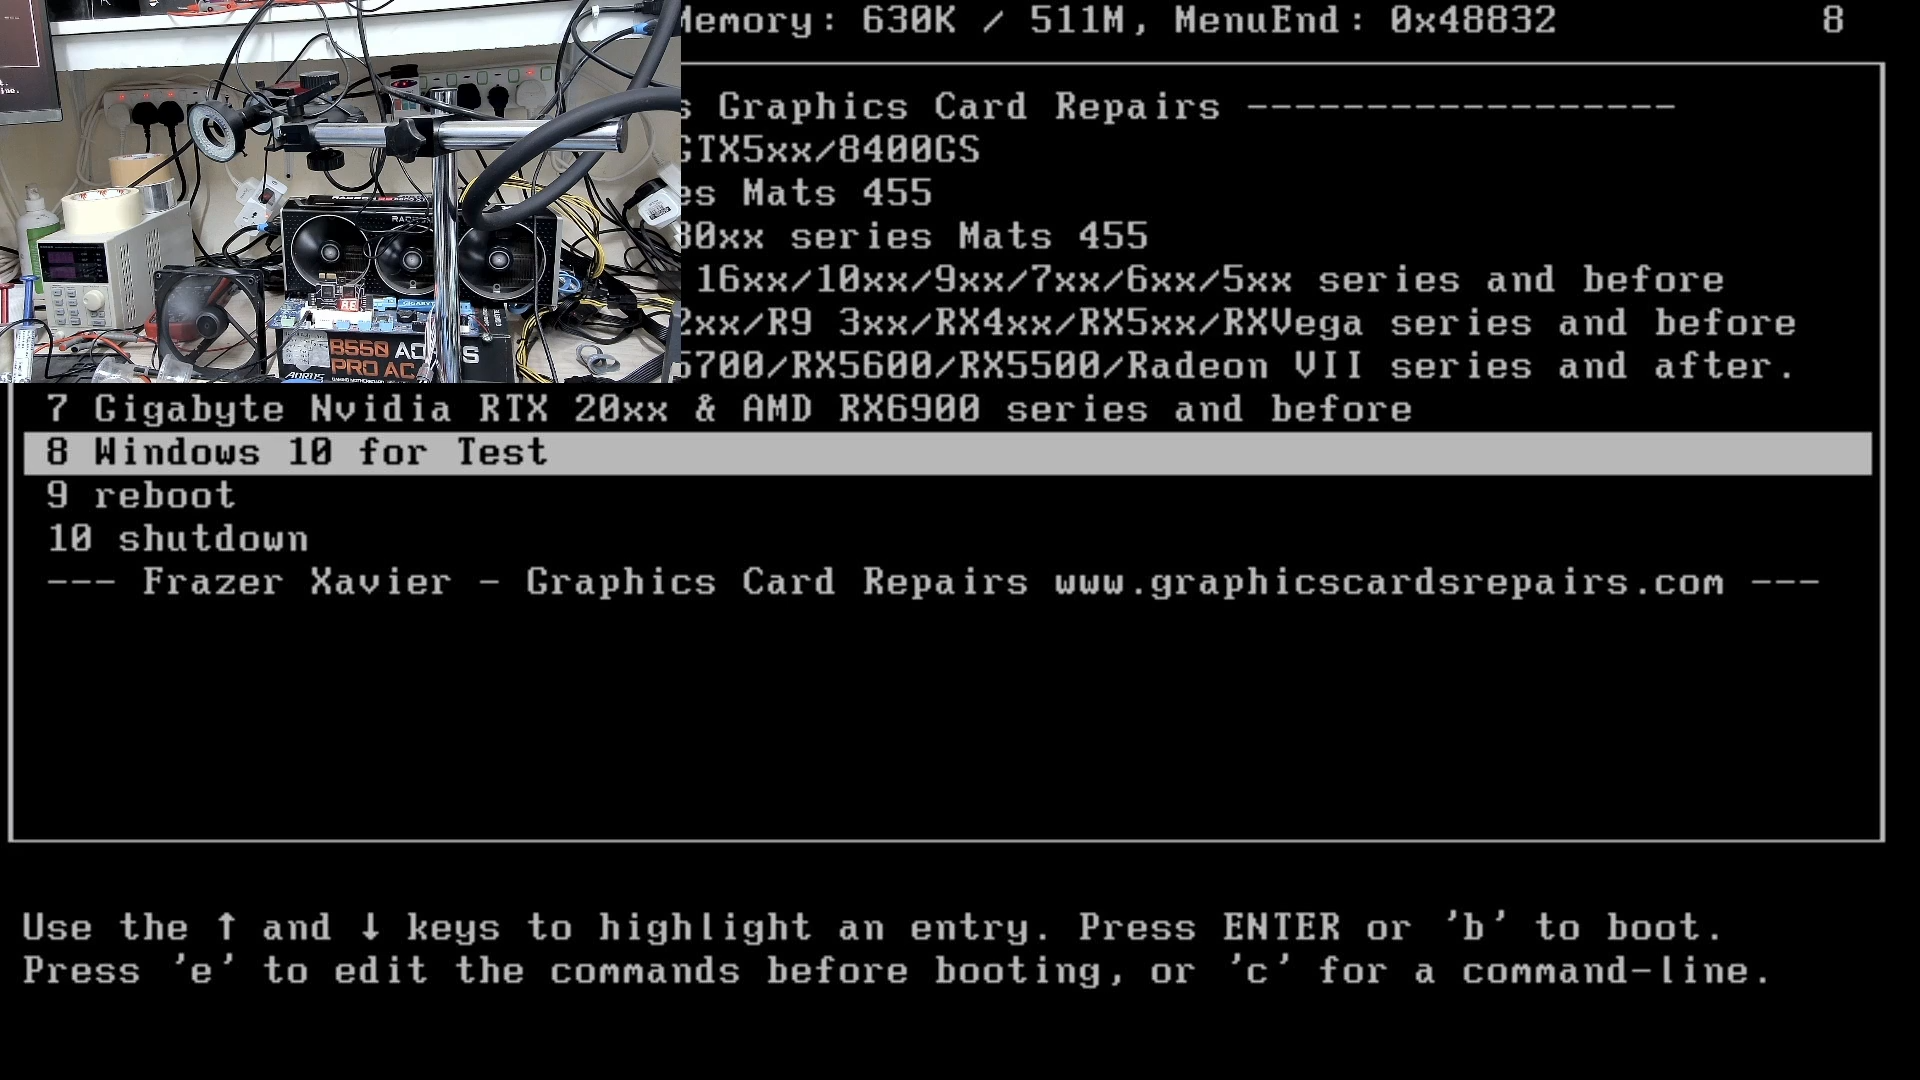 Memory: 630K / 511M, MenuEnd: 0x48832 8
s Graphics Card Repairs ------------------
GTX5xx/8400GS
es Mats 455
30xx series Mats 455
16xx/10xx/9xx/7xx/6xx/5xx series and before
2xx/R9 3xx/RX4xx/RX5xx/RXVega series and before
5700/RX5600/RX5500/Radeon VII series and after.
7 Gigabyte Nvidia RTX 20xx & AMD RX6900 series and before
8 Windows 10 for Test
9 reboot
10 shutdown
--- Frazer Xavier - Graphics Card Repairs www.graphicscardsrepairs.com ---
Use the ↑ and ↓ keys to highlight an entry. Press ENTER or 'b' to boot.
Press 'e' to edit the commands before booting, or 'c' for a command-line.
B550 AO S
PRO AC
AORUS